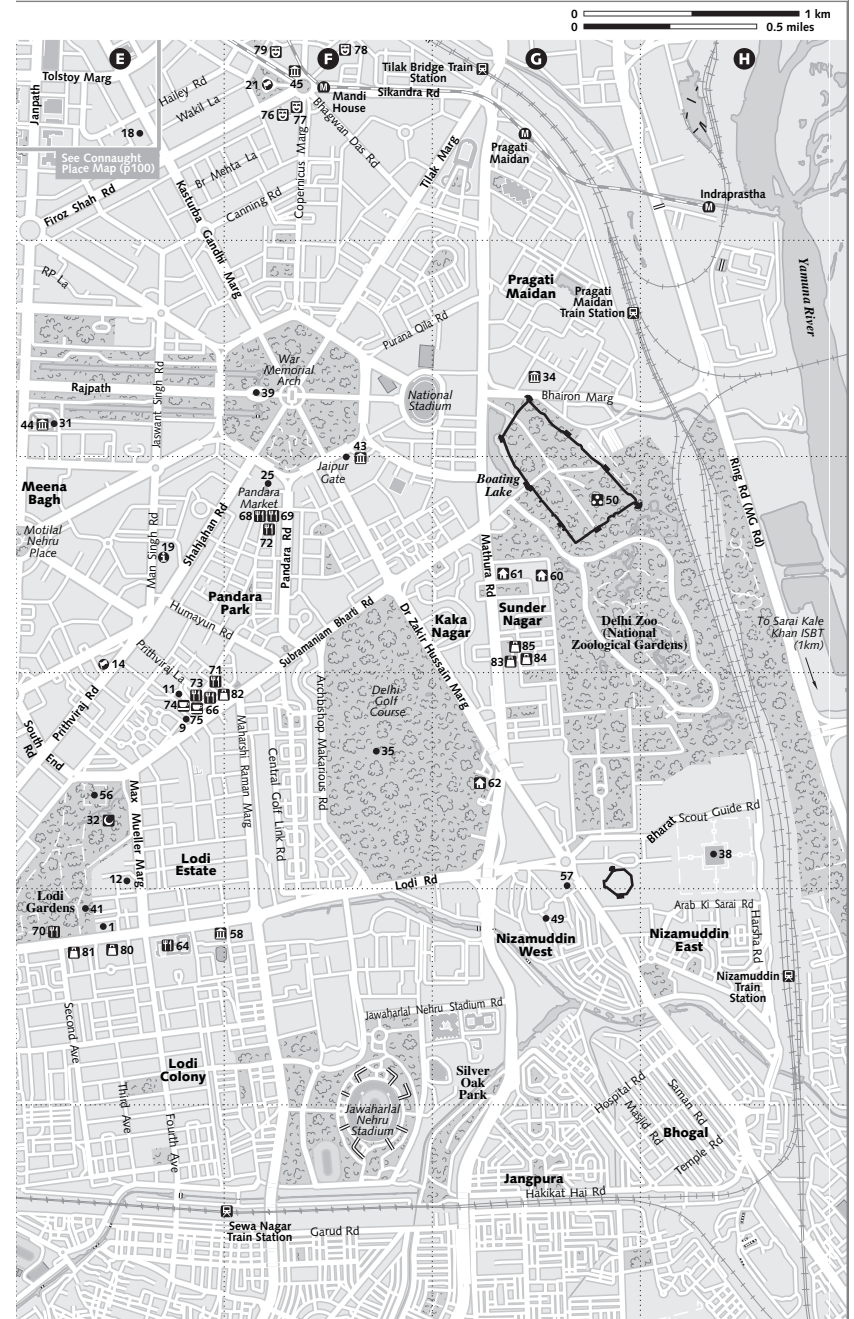 0 1 km
0 0.5 miles
E
F
G
H
Tolstoy Marg
Janpath
18
See Connaught
Place Map (p100)
Hailey Rd
Wakil La
79
78
21
45
Mandi
House
76
77
Sikandra Rd
Tilak Bridge Train
Station
Bhagwan Das Rd
Copernicus Marg
Tilak Marg
Pragati
Maidan
Indraprastha
Firoz Shah Rd
Br Mehta La
Canning Rd
Kasturba Gandhi Marg
RP La
Pragati
Maidan
Pragati
Maidan
Train Station
Yamuna River
Purana Qila Rd
War
Memorial
Arch
39
National
Stadium
34
Bhairon Marg
Rajpath
Jaswant Singh Rd
44
31
43
Jaipur
Gate
Meena
Bagh
25
Pandara
Market
68
69
72
Boating
Lake
50
Ring Rd (MG Rd)
Motilal
Nehru
Place
19
Man Singh Rd
Shahjahan Rd
Pandara Rd
Mathura Rd
61
60
Pandara
Park
Kaka
Nagar
Sunder
Nagar
Delhi Zoo
(National
Zoological Gardens)
To Sarai Kale
Khan ISBT
(1km)
Humayun Rd
Subramaniam Bharti Rd
Dr Zakir Hussain Marg
85
83
84
14
Prithviraj La
71
11
73
82
74
66
75
9
Prithviraj Rd
South End
Rd
Archbishop Makarious Rd
Delhi
Golf
Course
35
Maharshi Raman Marg
Central Golf Link Rd
62
56
32
Max Mueller Marg
Bharat Scout Guide Rd
38
Lodi
Estate
12
Lodi Rd
57
Lodi
Gardens
41
Arab Ki Sarai Rd
Harsha Rd
70
1
58
49
Nizamuddin
West
Nizamuddin
East
81
80
64
Nizamuddin
Train
Station
Second Ave
Jawaharlal Nehru Stadium Rd
Lodi
Colony
Silver
Oak
Park
Third Ave
Fourth Ave
Jawaharlal
Nehru
Stadium
Hospital Rd
Masjid Rd
Saman Rd
Bhogal
Temple Rd
Jangpura
Hakikat Hai Rd
Sewa Nagar
Train Station
Garud Rd